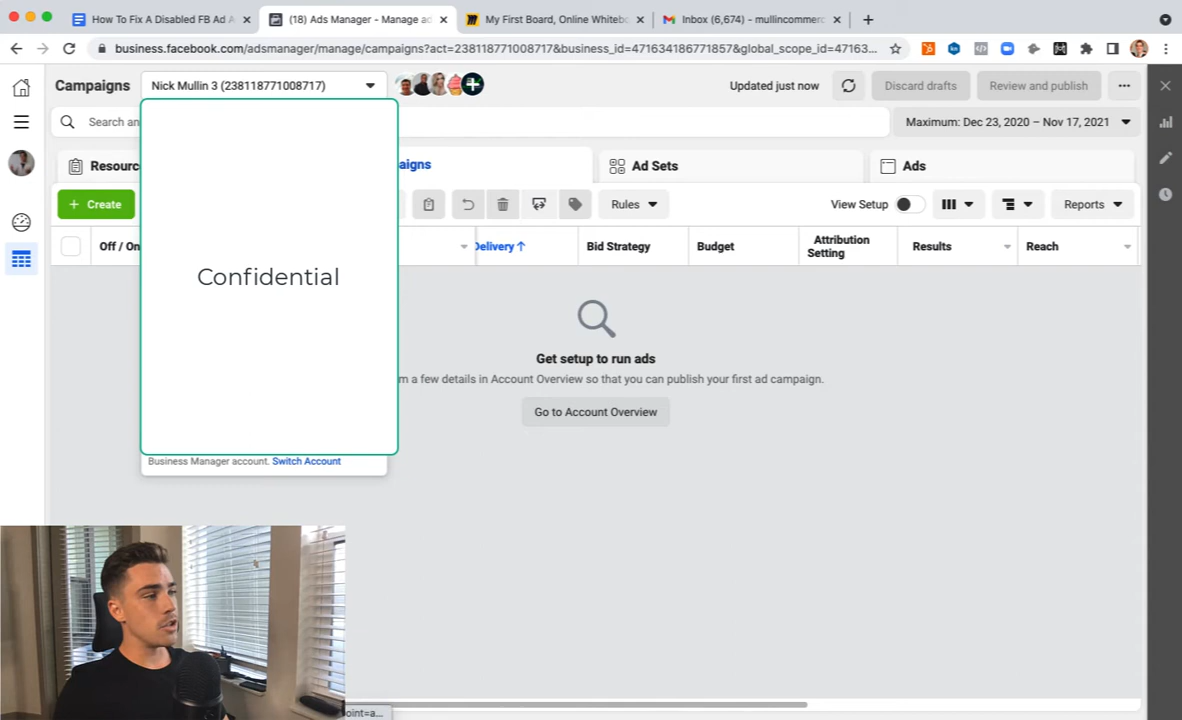 How To Fix A Disabled FB Ad A
(18) Ads Manager - Manage ad
My First Board, Online Whitebo
Inbox (6,674) - mullincommerc
business.facebook.com/adsmanager/manage/campaigns?act=238118771008717&business_id=471634186771857&global_scope_id=47163...
Campaigns
Nick Mullin 3 (238118771008717)
Updated just now
Discard drafts
Review and publish
Search an
Maximum: Dec 23, 2020 – Nov 17, 2021
Resourc
aigns
Ad Sets
Ads
+ Create
Rules
View Setup
Reports
Off / On
Delivery ↑
Bid Strategy
Budget
Attribution
Setting
Results
Reach
Confidential
Get setup to run ads
m a few details in Account Overview so that you can publish your first ad campaign.
Go to Account Overview
Business Manager account. Switch Account
point=a...